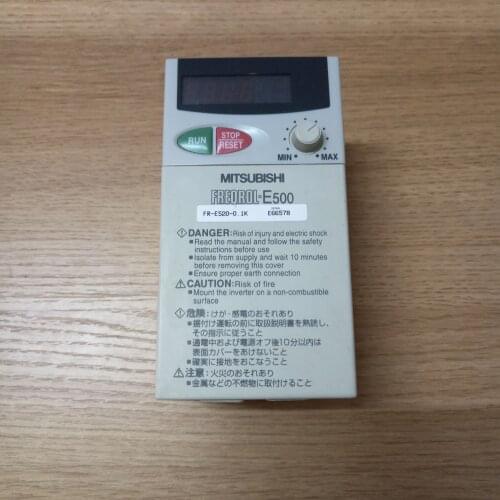 RUN
STOP
RESET
MIN
MAX
MITSUBISHI
FREQROL-E500
FR-E520-0.1K
EG6578
DANGER: Risk of injury and electric shock
● Read the manual and follow the safety
instructions before use
● Isolate from supply and wait 10 minutes
before removing this cover
● Ensure proper earth connection
CAUTION: Risk of fire
● Mount the inverter on a non-combustible
surface
危険：けが・感電のおそれあり
● 据付け運転の前に取扱説明書を熟読し、
その指示に従うこと
● 通電中および電源オフ後10分以内は
表面カバーをあけないこと
● 確実に接地をおこなうこと
注意：火災のおそれあり
● 金属などの不燃物に取付けること